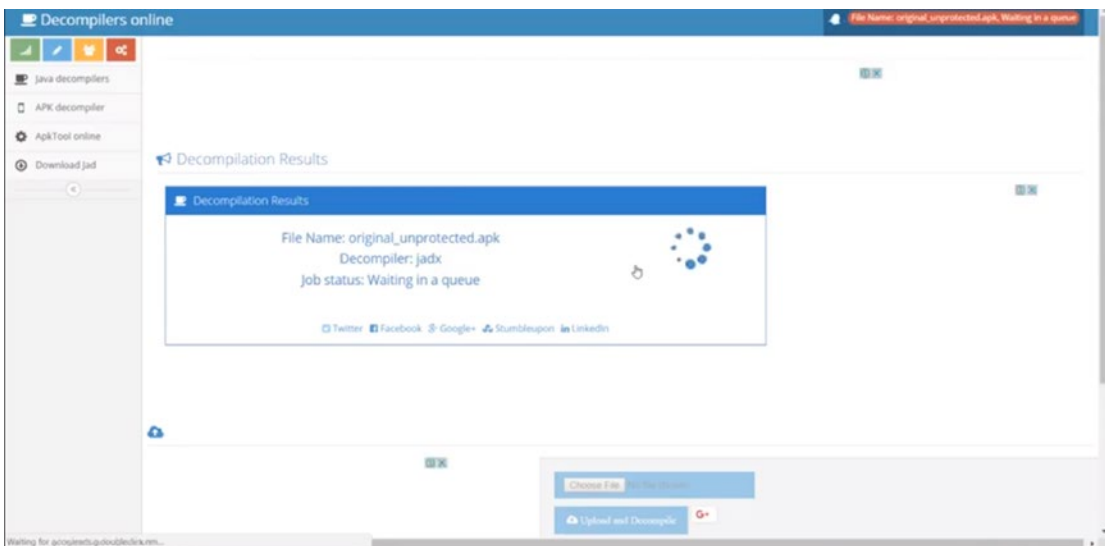 Decompilers online
File Name: original_unprotected.apk, Waiting in a queue
Java decompilers
APK decompiler
ApkTool online
Download Jad
Decompilation Results
Decompilation Results
File Name: original_unprotected.apk
Decompiler: jadx
Job status: Waiting in a queue
Twitter Facebook Google+ Stumbleupon LinkedIn
Choose File
Upload and Decompile
G+
Waiting for